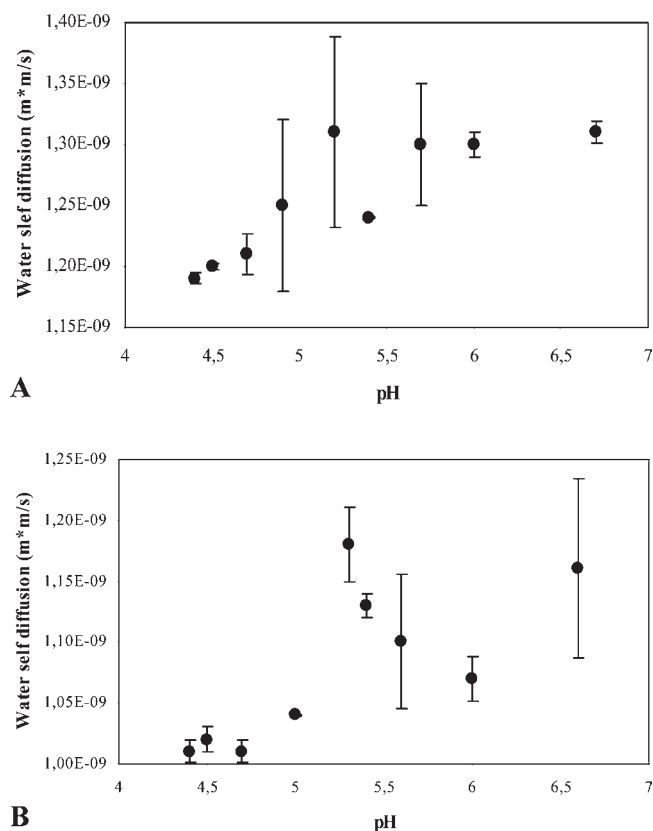 1,40E-09
1,35E-09
1,30E-09
1,25E-09
1,20E-09
1,15E-09
Water slef diffusion (m*m/s)
4 4,5 5 5,5 6 6,5 7
pH
A
1,25E-09
1,20E-09
1,15E-09
1,10E-09
1,05E-09
1,00E-09
Water self diffusion (m*m/s)
4 4,5 5 5,5 6 6,5 7
pH
B